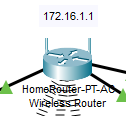 172.16.1.1
HomeRouter-PT-AC
Wireless Router